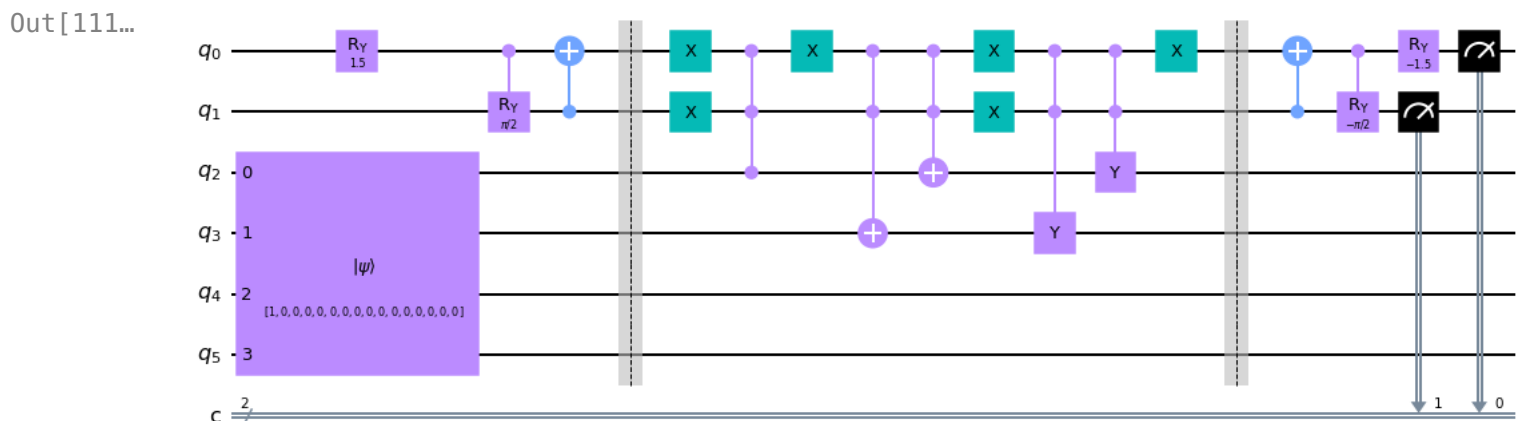 Out[111…
q0 RY 1.5 X X X X
q1 RY π/2 X X RY −π/2 RY −1.5
q2 0 Y
q3 1 Y
|ψ⟩
q4 2
[1,0,0,0,0,0,0,0,0,0,0,0,0,0,0,0]
q5 3
c 2 1 0